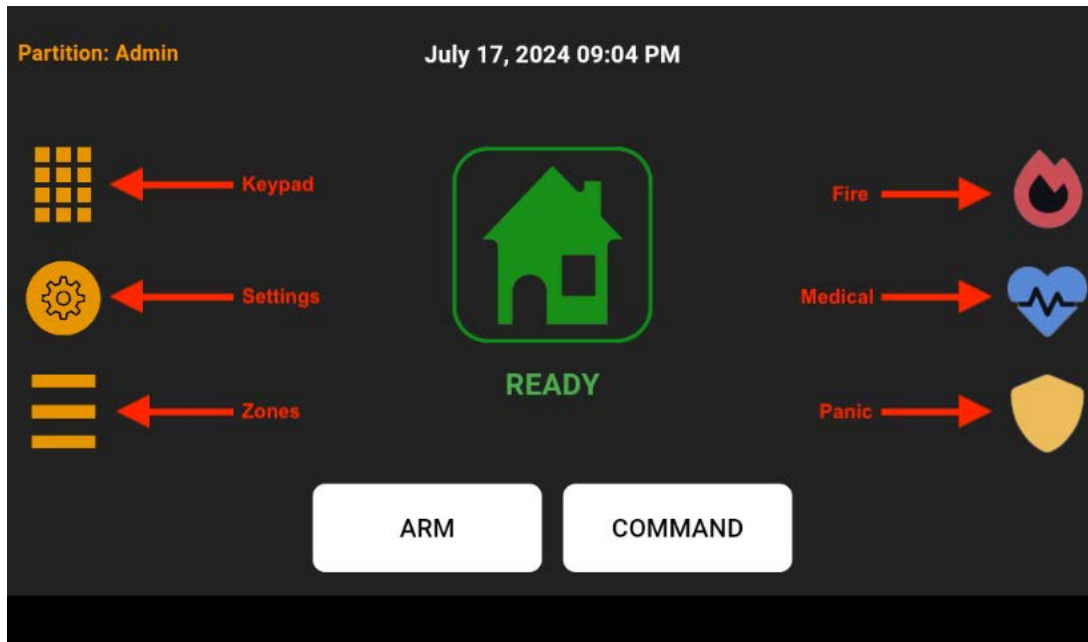 Partition: Admin
July 17, 2024 09:04 PM
Keypad
Fire
Settings
Medical
READY
Zones
Panic
ARM
COMMAND